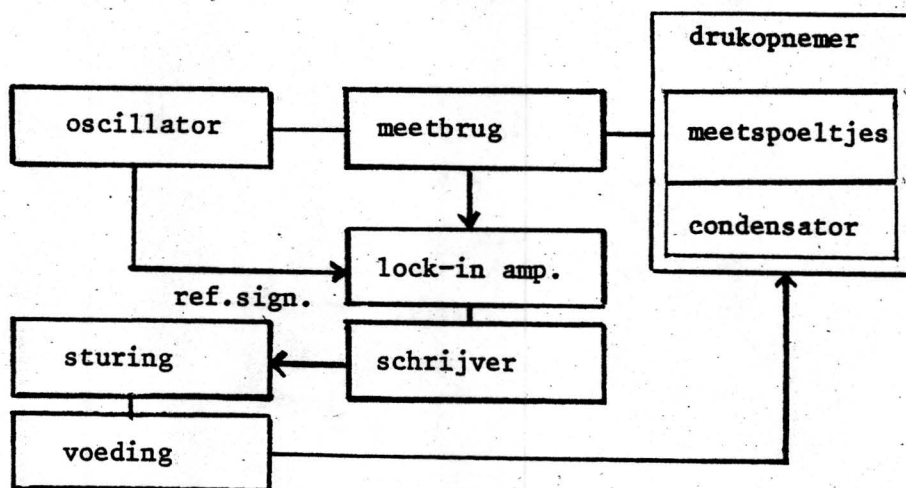 drukopnemer
oscillator
meetbrug
meetspoeltjes
condensator
lock-in amp.
ref.sign.
sturing
schrijver
voeding